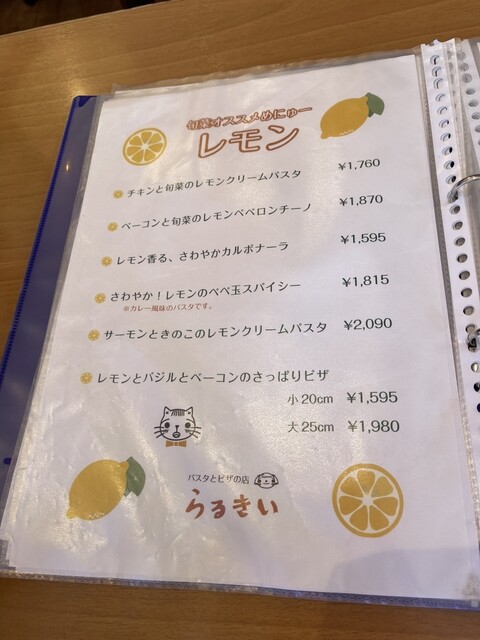 旬菜オススメめにゅー
レモン
チキンと旬菜のレモンクリームパスタ ¥1,760
ベーコンと旬菜のレモンペペロンチーノ ¥1,870
レモン香る、さわやかカルボナーラ ¥1,595
さわやか！レモンのペペ玉スパイシー ¥1,815
※カレー風味のパスタです。
サーモンときのこのレモンクリームパスタ ¥2,090
レモンとバジルとベーコンのさっぱりピザ
小20cm ¥1,595
大25cm ¥1,980
パスタとピザの店
らるきい